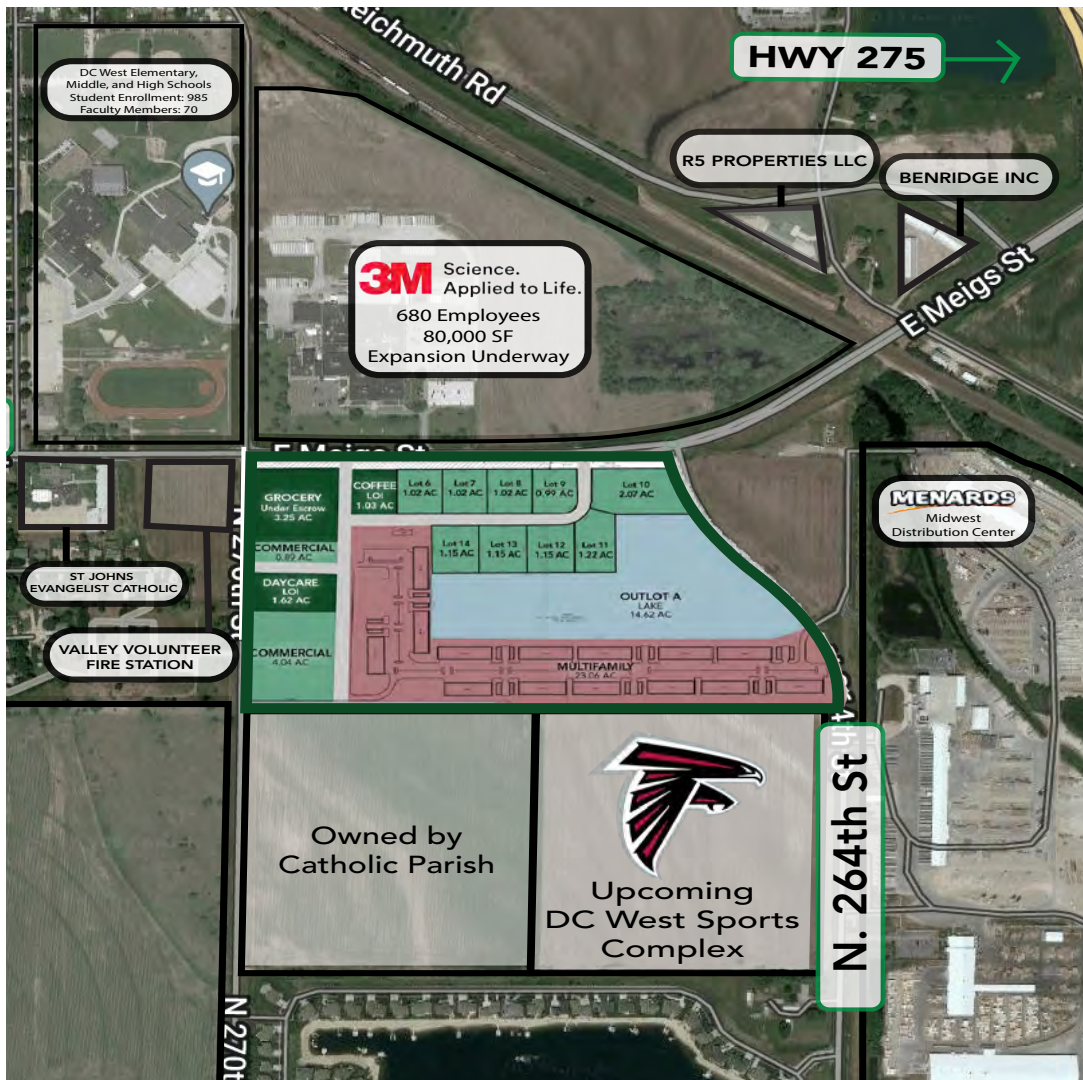 Reichmuth Rd
HWY 275
DC West Elementary,
Middle, and High Schools
Student Enrollment: 985
Faculty Members: 70
R5 PROPERTIES LLC
BENRIDGE INC
3M Science.
Applied to Life.
680 Employees
80,000 SF
Expansion Underway
E Meigs St
E Meigs St
GROCERY
Under Escrow
3.25 AC
COFFEE
LOI
1.03 AC
Lot 6
1.02 AC
Lot 7
1.02 AC
Lot 8
1.02 AC
Lot 9
0.99 AC
Lot 10
2.07 AC
MENARDS
Midwest
Distribution Center
COMMERCIAL
0.89 AC
Lot 14
1.15 AC
Lot 13
1.15 AC
Lot 12
1.15 AC
Lot 11
1.22 AC
ST JOHNS
EVANGELIST CATHOLIC
DAYCARE
LOI
1.62 AC
OUTLOT A
LAKE
14.62 AC
VALLEY VOLUNTEER
FIRE STATION
COMMERCIAL
4.04 AC
MULTIFAMILY
23.06 AC
Owned by
Catholic Parish
Upcoming
DC West Sports
Complex
N. 264th St
N 270t